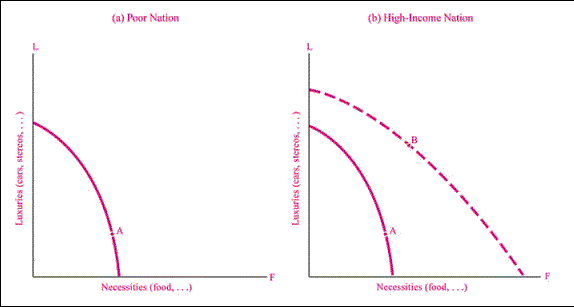 (a) Poor Nation
L
Luxuries (cars, stereos, . . . )
A
F
Necessities (food, . . .)
(b) High-Income Nation
L
Luxuries (cars, stereos, . . . )
B
A
F
Necessities (food, . . .)